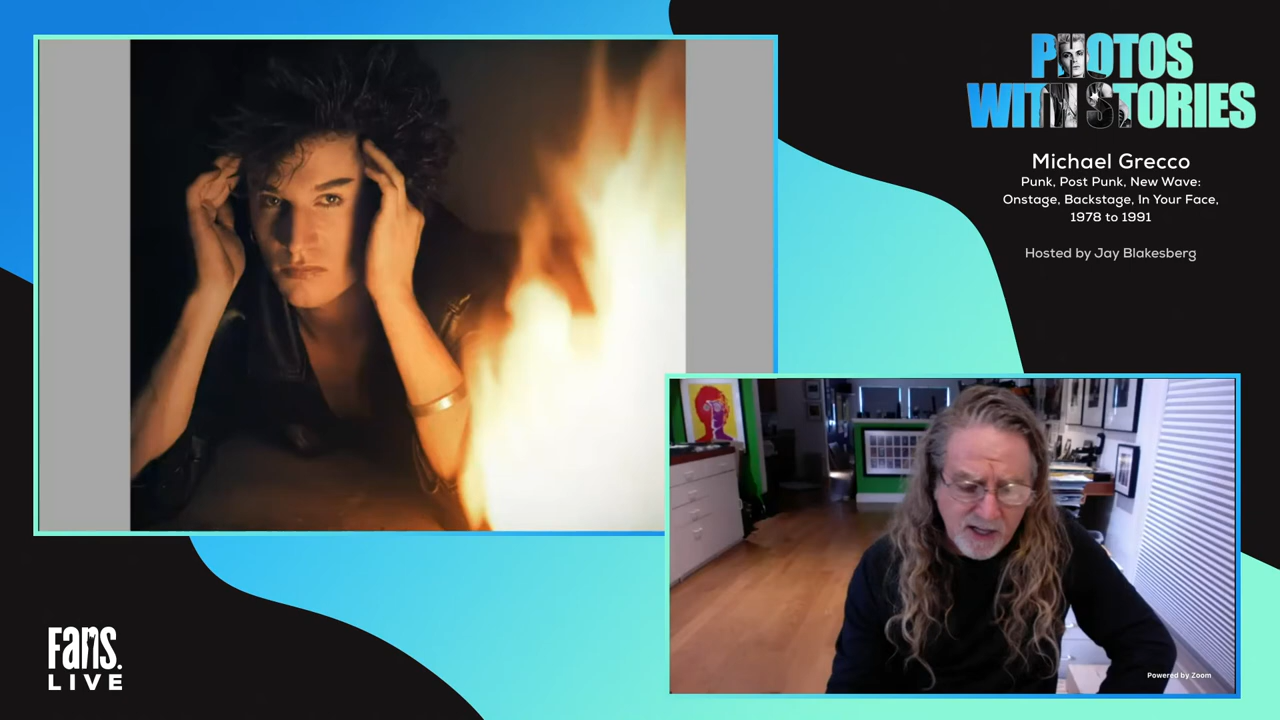 PHOTOS
WITH STORIES
Michael Grecco
Punk, Post Punk, New Wave:
Onstage, Backstage, In Your Face,
1978 to 1991
Hosted by Jay Blakesberg
Fans.
LIVE
Powered by Zoom